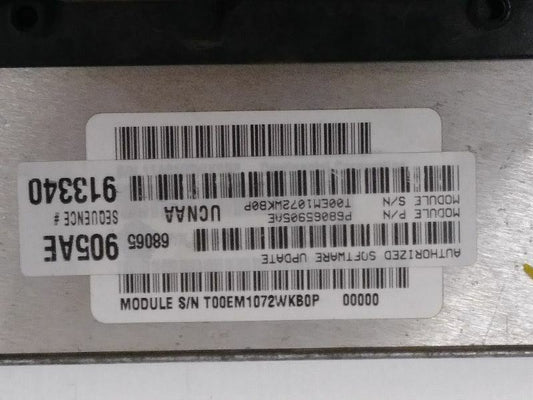 AUTHORIZED SOFTWARE UPDATE
68065 905AE
MODULE P/N P68065905AE
MODULE S/N T00EM1072WKB0P
UCNAA
SEQUENCE # 913340
MODULE S/N T00EM1072WKB0P 00000